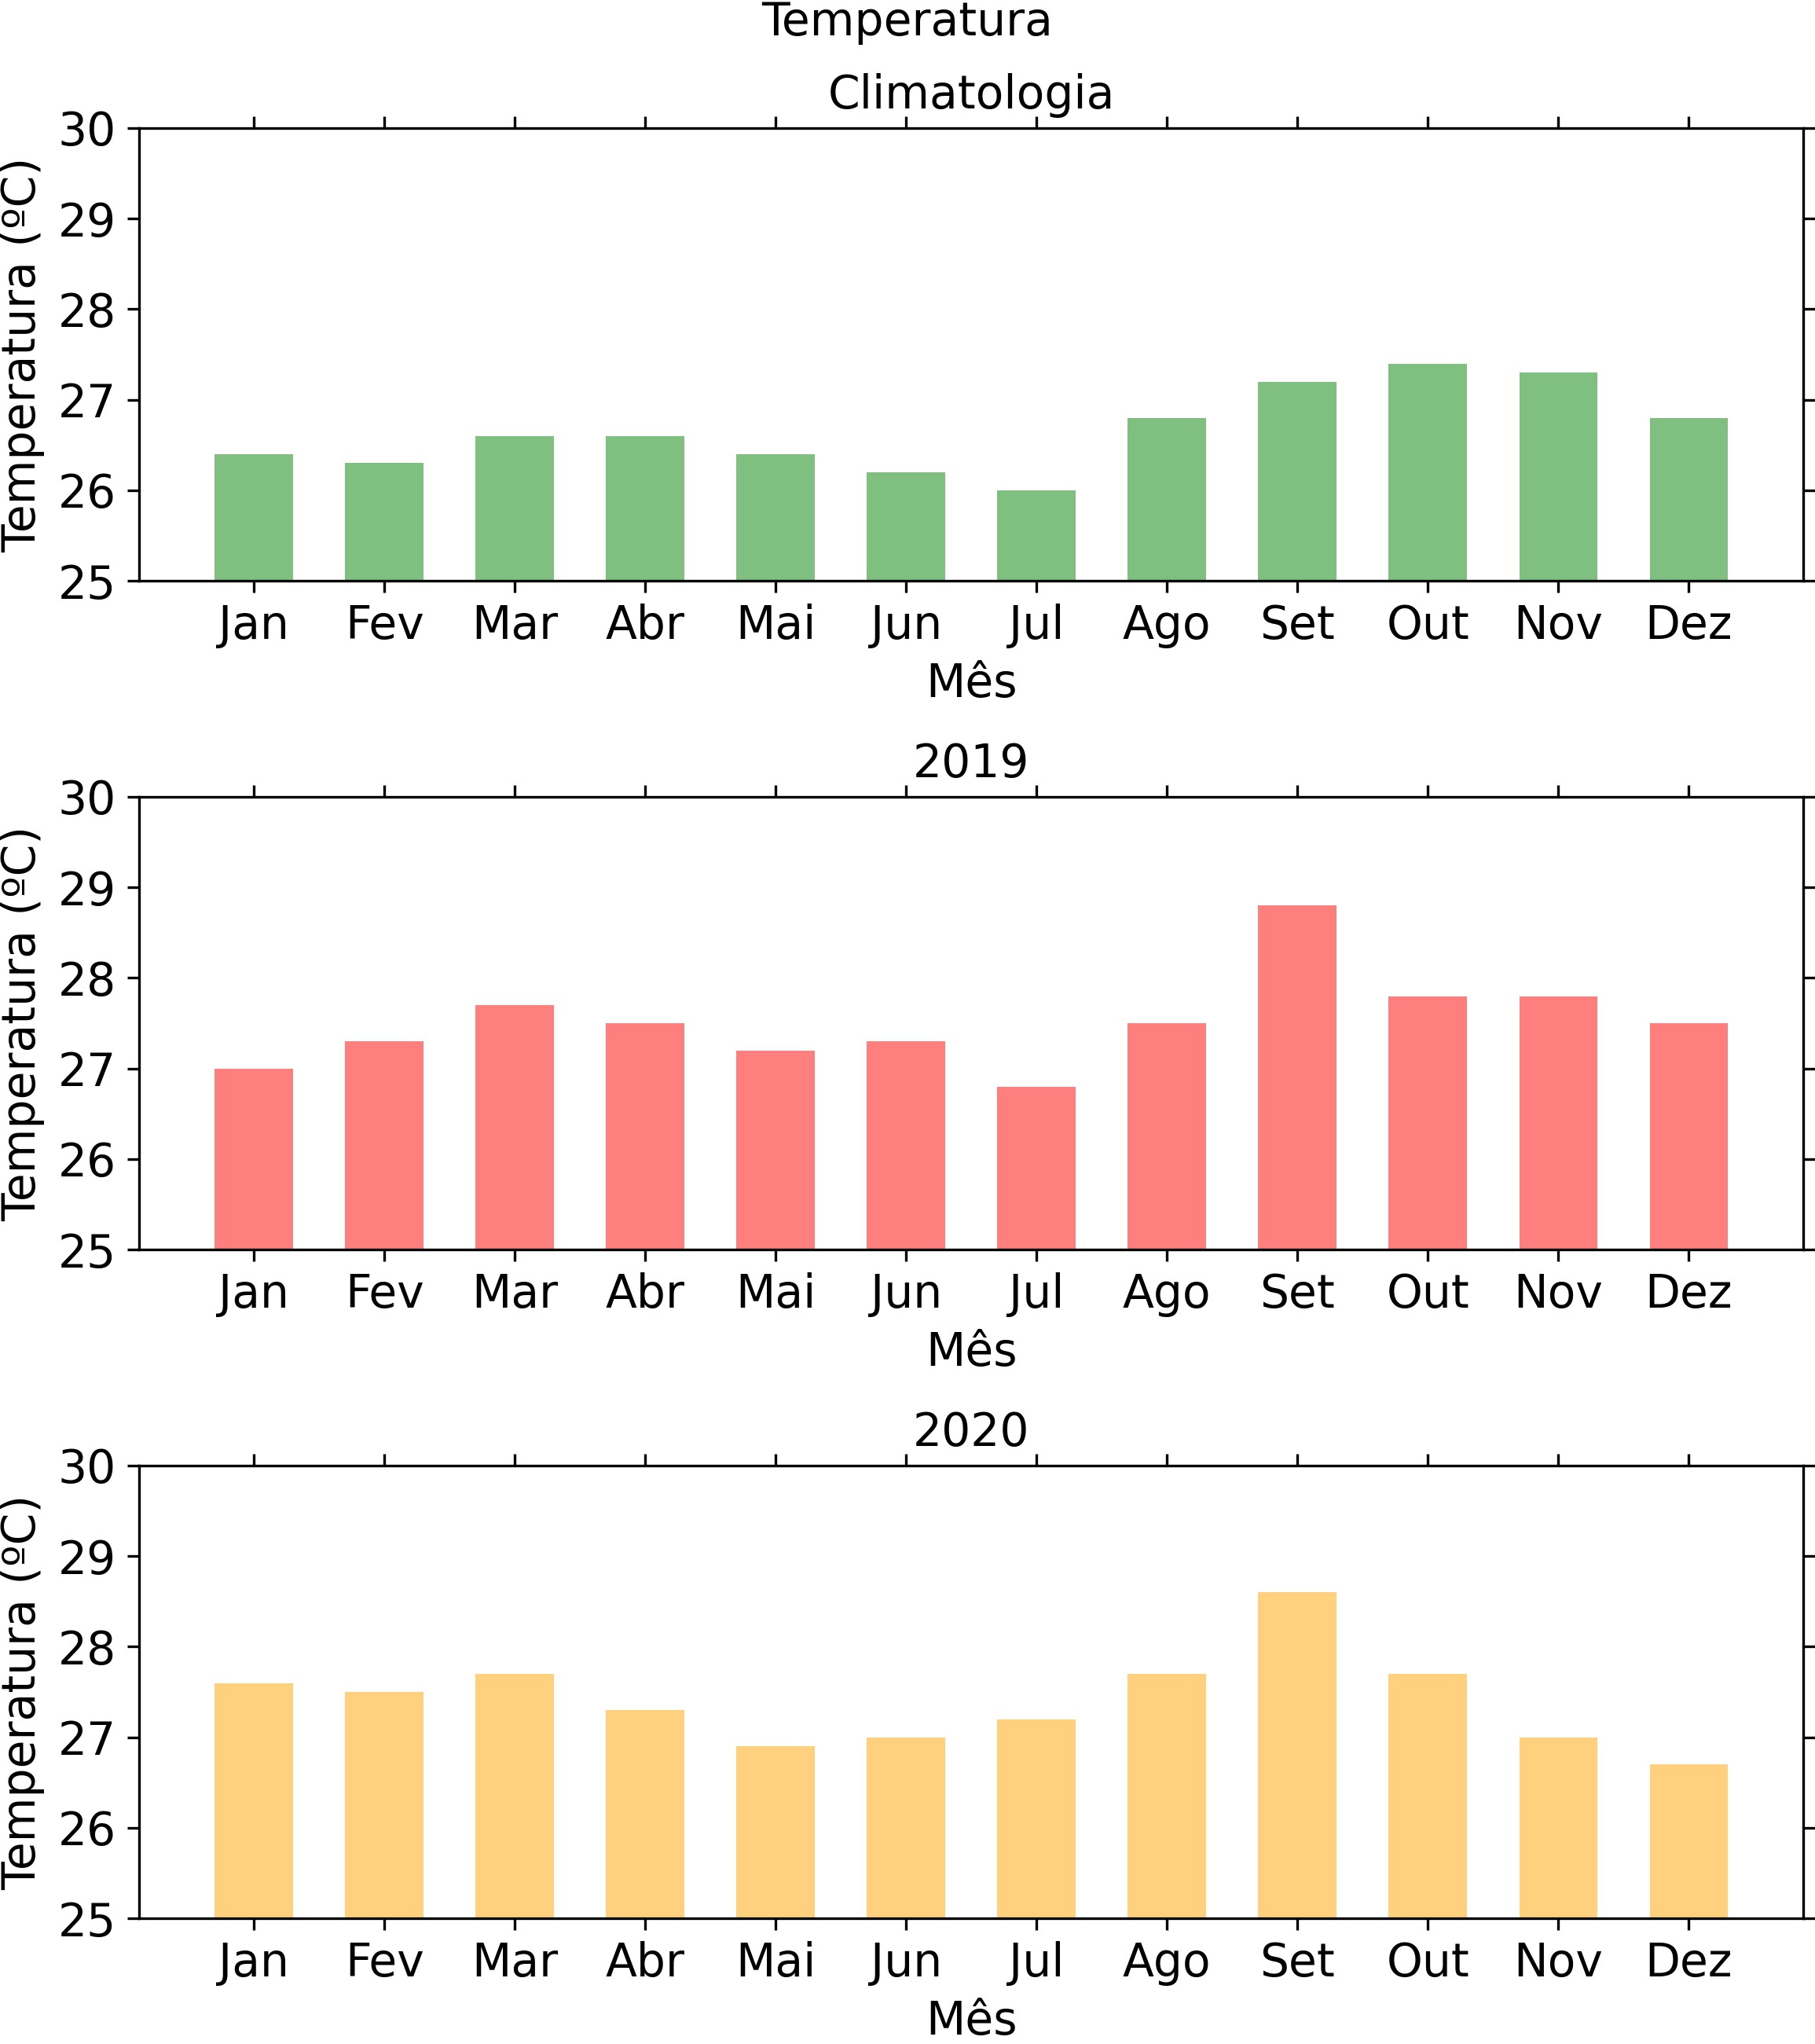 Temperatura
Climatologia
Temperatura (ºC)
30
29
28
27
26
25
Jan Fev Mar Abr Mai Jun Jul Ago Set Out Nov Dez
Mês
2019
Temperatura (ºC)
30
29
28
27
26
25
Jan Fev Mar Abr Mai Jun Jul Ago Set Out Nov Dez
Mês
2020
Temperatura (ºC)
30
29
28
27
26
25
Jan Fev Mar Abr Mai Jun Jul Ago Set Out Nov Dez
Mês